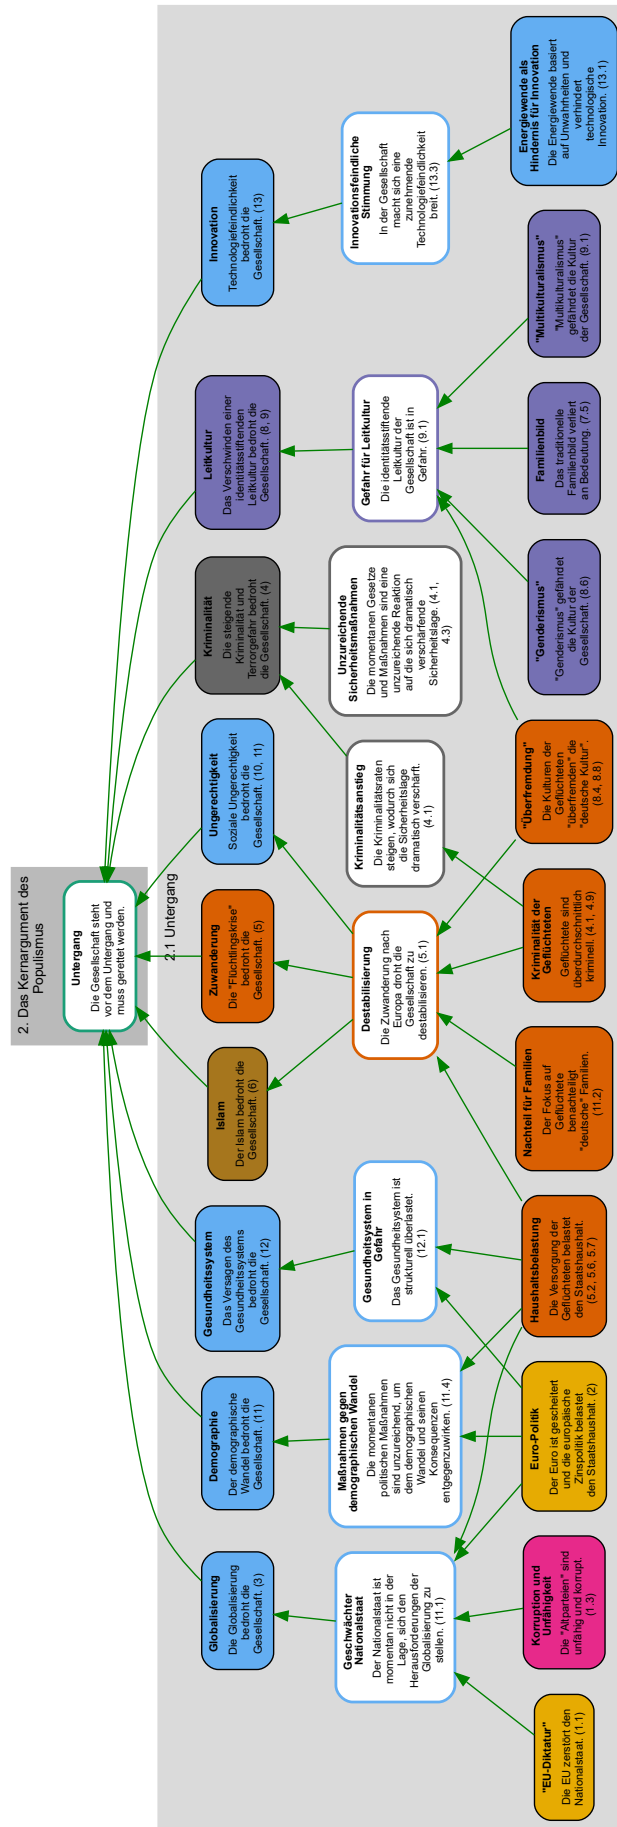 2. Das Kernargument des
Populismus
Untergang
Die Gesellschaft steht
vor dem Untergang und
muss gerettet werden.
2.1 Untergang
Globalisierung
Die Globalisierung
bedroht die
Gesellschaft. (3)
Demographie
Der demographische
Wandel bedroht die
Gesellschaft. (11)
Gesundheitssystem
Das Versagen des
Gesundheitssystems
bedroht die
Gesellschaft. (12)
Islam
Der Islam bedroht die
Gesellschaft. (6)
Zuwanderung
Die "Flüchtlingskrise"
bedroht die
Gesellschaft. (5)
Ungerechtigkeit
Soziale Ungerechtigkeit
bedroht die
Gesellschaft. (10, 11)
Kriminalität
Die steigende
Kriminalität und
Terrorgefahr bedroht
die Gesellschaft. (4)
Leitkultur
Das Verschwinden einer
identitätsstiftenden
Leitkultur bedroht die
Gesellschaft. (8, 9)
Innovation
Technologiefeindlichkeit
bedroht die
Gesellschaft. (13)
Geschwächter
Nationalstaat
Der Nationalstaat ist
momentan nicht in der
Lage, sich den
Herausforderungen der
Globalisierung zu
stellen. (11.1)
Maßnahmen gegen
demographischen Wandel
Die momentanen
politischen Maßnahmen
sind unzureichend, um
dem demographischen
Wandel und seinen
Konsequenzen
entgegenzuwirken. (11.4)
Gesundheitsystem in
Gefahr
Das Gesundheitsystem ist
strukturell überlastet.
(12.1)
Destabilisierung
Die Zuwanderung nach
Europa droht die
Gesellschaft zu
destabilisieren. (5.1)
Kriminalitätsanstieg
Die Kriminalitätsraten
steigen, wodurch sich
die Sicherheitslage
dramatisch verschärft.
(4.1)
Unzureichende
Sicherheitsmaßnahmen
Die momentanen Gesetze
und Maßnahmen sind eine
unzureichende Reaktion
auf die sich dramatisch
verschärfende
Sicherheitslage. (4.1,
4.3)
Gefahr für Leitkultur
Die identitätsstiftende
Leitkultur der
Gesellschaft ist in
Gefahr. (9.1)
Innovationsfeindliche
Stimmung
In der Gesellschaft
macht sich eine
zunehmende
Technologiefeindlichkeit
breit. (13.3)
"EU-Diktatur"
Die EU zerstört den
Nationalstaat. (1.1)
Korruption und
Unfähigkeit
Die "Altparteien" sind
unfähig und korrupt.
(1.3)
Euro-Politik
Der Euro ist gescheitert
und die europäische
Zinspolitik belastet
den Staatshaushalt. (2)
Haushaltsbelastung
Die Versorgung der
Geflüchteten belastet
den Staatshaushalt.
(5.2, 5.6, 5.7)
Nachteil für Familien
Der Fokus auf
Geflüchtete
benachteiligt
"deutsche" Familien.
(11.2)
Kriminalität der
Geflüchteten
Geflüchtete sind
überdurchschnittlich
kriminell. (4.1, 4.9)
"Überfremdung"
Die Kulturen der
Geflüchteten
"überfremden" die
"deutsche Kultur".
(8.4, 8.8)
"Genderismus"
"Genderismus" gefährdet
die Kultur der
Gesellschaft. (8.6)
Familienbild
Das traditionelle
Familienbild verliert
an Bedeutung. (7.5)
"Multikulturalismus"
"Multikulturalismus"
gefährdet die Kultur
der Gesellschaft. (9.1)
Energiewende als
Hindernis für Innovation
Die Energiewende basiert
auf Unwahrheiten und
verhindert
technologische
Innovation. (13.1)